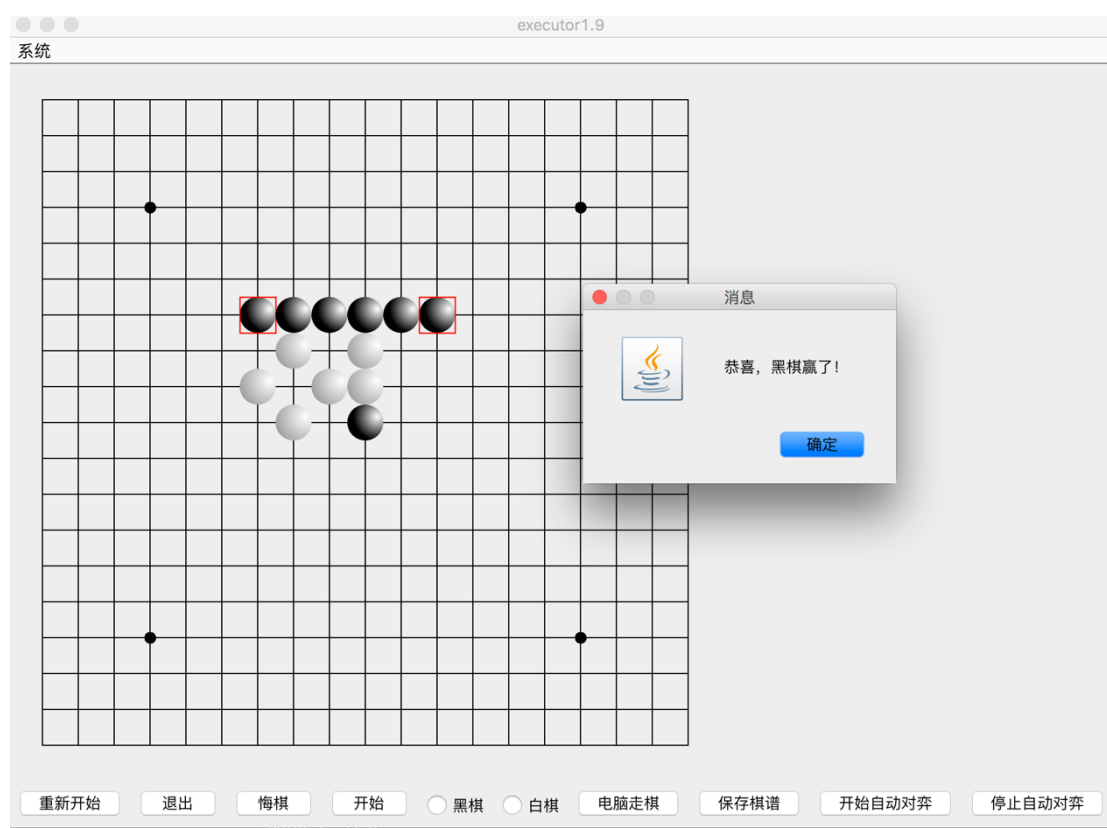 executor1.9
系统
消息
恭喜，黑棋赢了！
确定
重新开始 退出 悔棋 开始 黑棋 白棋 电脑走棋 保存棋谱 开始自动对弈 停止自动对弈